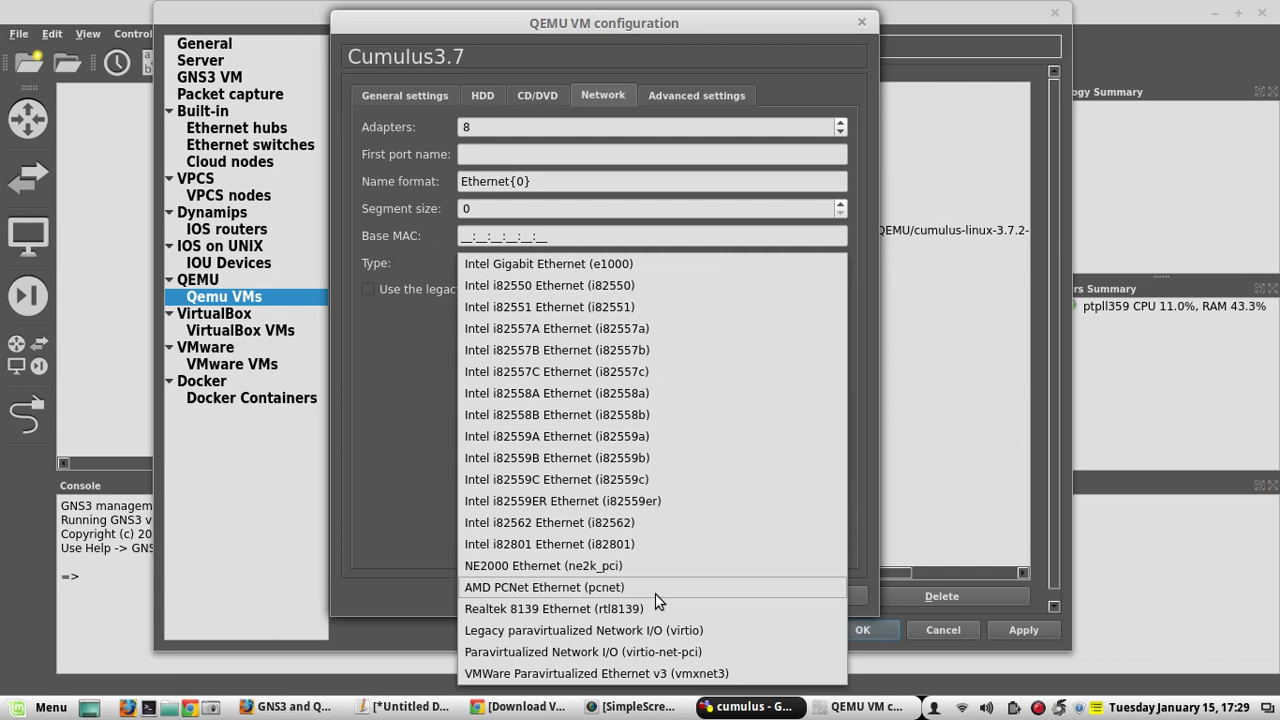 QEMU VM configuration
File Edit View Control
General
Server
GNS3 VM
Packet capture
Built-in
Ethernet hubs
Ethernet switches
Cloud nodes
VPCS
VPCS nodes
Dynamips
IOS routers
IOS on UNIX
IOU Devices
QEMU
Qemu VMs
VirtualBox
VirtualBox VMs
VMware
VMware VMs
Docker
Docker Containers
Cumulus3.7
General settings HDD CD/DVD Network Advanced settings
Adapters: 8
First port name:
Name format: Ethernet{0}
Segment size: 0
Base MAC: __:__:__:__:__:__
Type:
Use the legac
Intel Gigabit Ethernet (e1000)
Intel i82550 Ethernet (i82550)
Intel i82551 Ethernet (i82551)
Intel i82557A Ethernet (i82557a)
Intel i82557B Ethernet (i82557b)
Intel i82557C Ethernet (i82557c)
Intel i82558A Ethernet (i82558a)
Intel i82558B Ethernet (i82558b)
Intel i82559A Ethernet (i82559a)
Intel i82559B Ethernet (i82559b)
Intel i82559C Ethernet (i82559c)
Intel i82559ER Ethernet (i82559er)
Intel i82562 Ethernet (i82562)
Intel i82801 Ethernet (i82801)
NE2000 Ethernet (ne2k_pci)
AMD PCNet Ethernet (pcnet)
Realtek 8139 Ethernet (rtl8139)
Legacy paravirtualized Network I/O (virtio)
Paravirtualized Network I/O (virtio-net-pci)
VMWare Paravirtualized Ethernet v3 (vmxnet3)
QEMU/cumulus-linux-3.7.2-
Delete
OK Cancel Apply
ogy Summary
rs Summary
ptpll359 CPU 11.0%, RAM 43.3%
Console
GNS3 managem
Running GNS3 v
Copyright (c) 20
Use Help -> GNS
=>
Menu GNS3 and Q... [*Untitled D... [Download V... [SimpleScre... cumulus - G... QEMU VM c... Tuesday January 15, 17:29